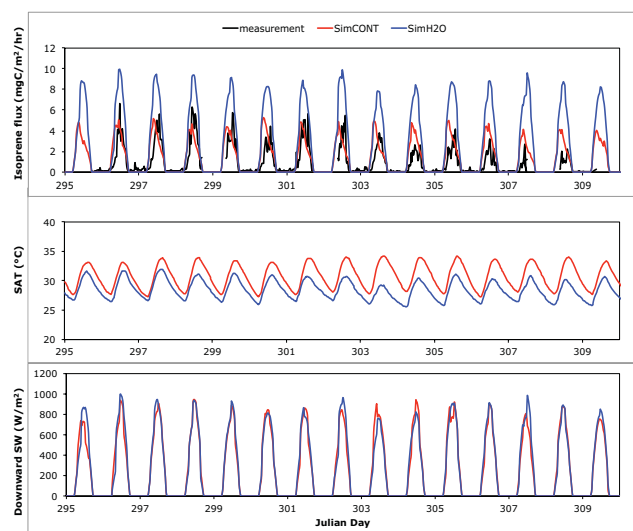 measurement SimCONT SimH2O
Isoprene flux (mgC/m²/hr)
12
10
8
6
4
2
0
295 297 299 301 303 305 307 309
SAT (°C)
40
35
30
25
20
295 297 299 301 303 305 307 309
Downward SW (W/m²)
1200
1000
800
600
400
200
0
295 297 299 301 303 305 307 309
Julian Day